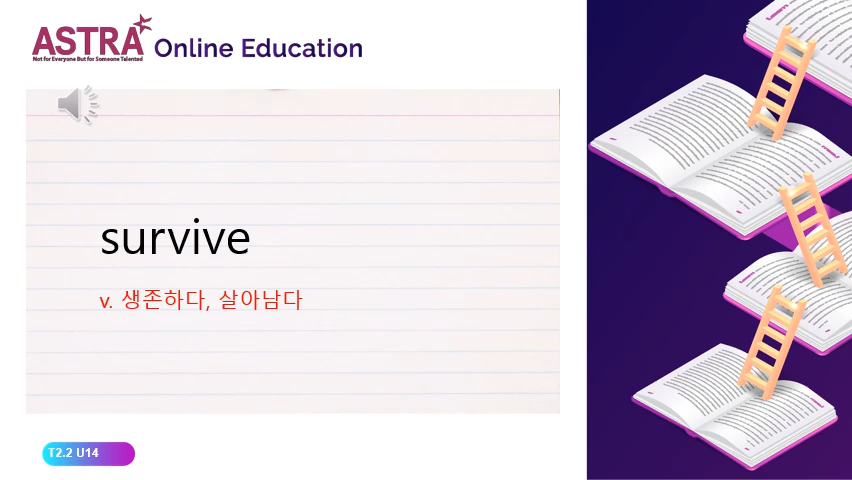 ASTRA
Not for Everyone But for Someone Talented
Online Education
survive
v. 생존하다, 살아남다
T2.2 U14